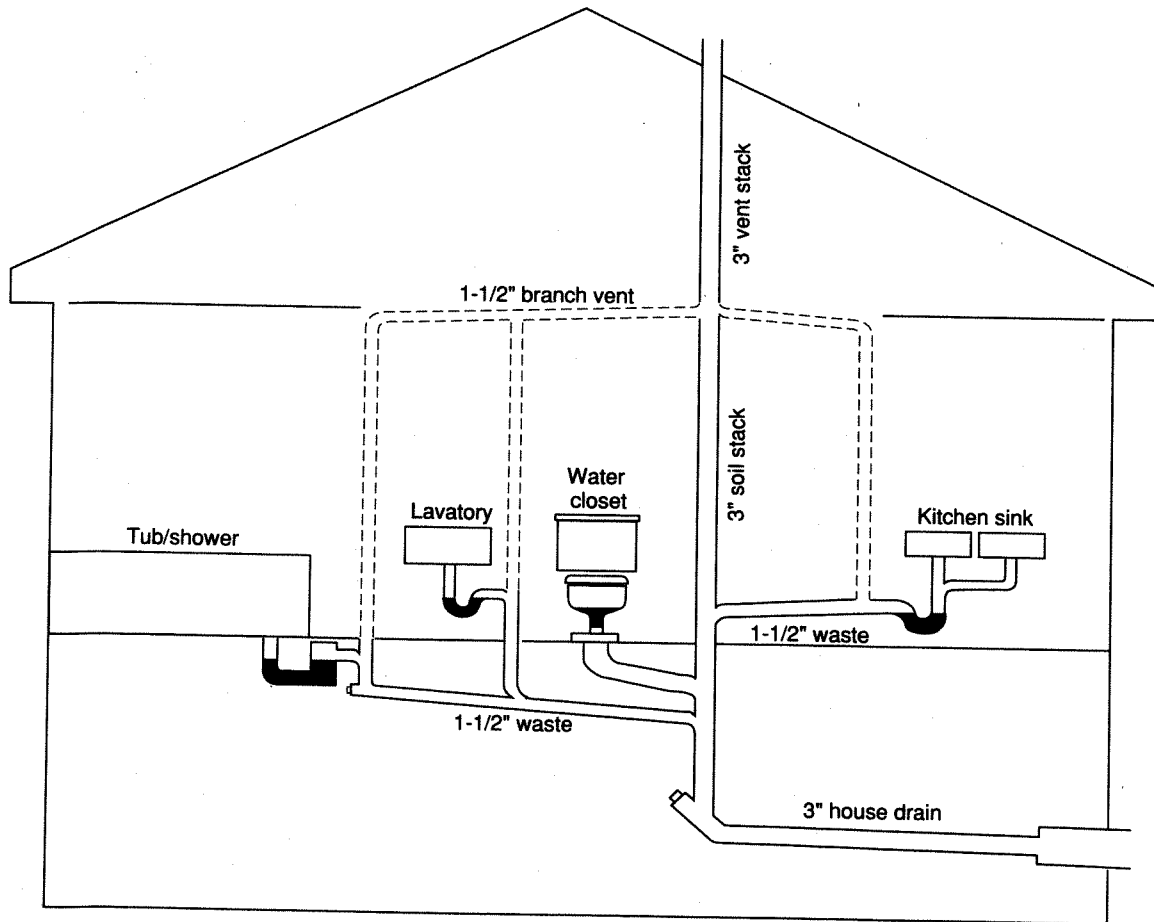 3" vent stack
1-1/2" branch vent
3" soil stack
Water
closet
Lavatory
Kitchen sink
Tub/shower
1-1/2" waste
1-1/2" waste
3" house drain